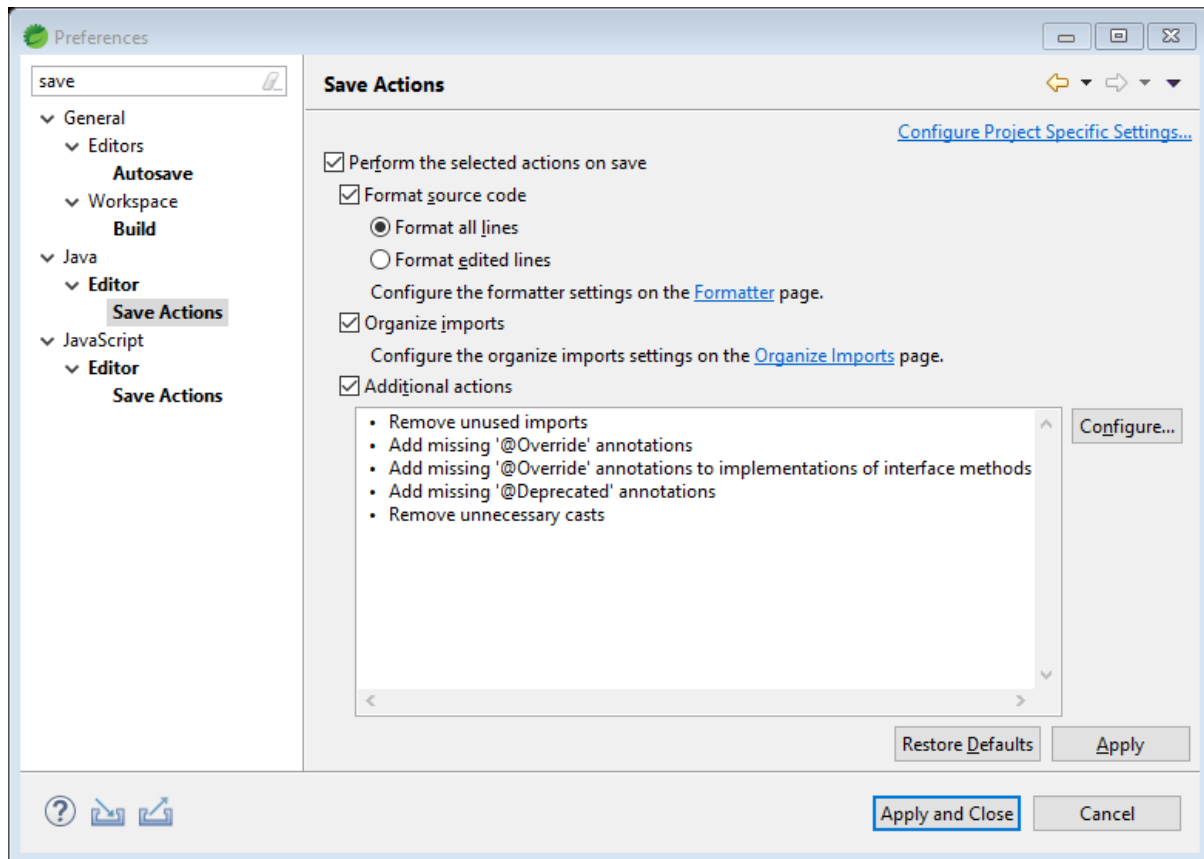 Preferences
save
General
Editors
Autosave
Workspace
Build
Java
Editor
Save Actions
JavaScript
Editor
Save Actions
Save Actions
Configure Project Specific Settings...
Perform the selected actions on save
Format source code
Format all lines
Format edited lines
Configure the formatter settings on the Formatter page.
Organize imports
Configure the organize imports settings on the Organize Imports page.
Additional actions
• Remove unused imports
• Add missing '@Override' annotations
• Add missing '@Override' annotations to implementations of interface methods
• Add missing '@Deprecated' annotations
• Remove unnecessary casts
Configure...
Restore Defaults Apply
? Apply and Close Cancel